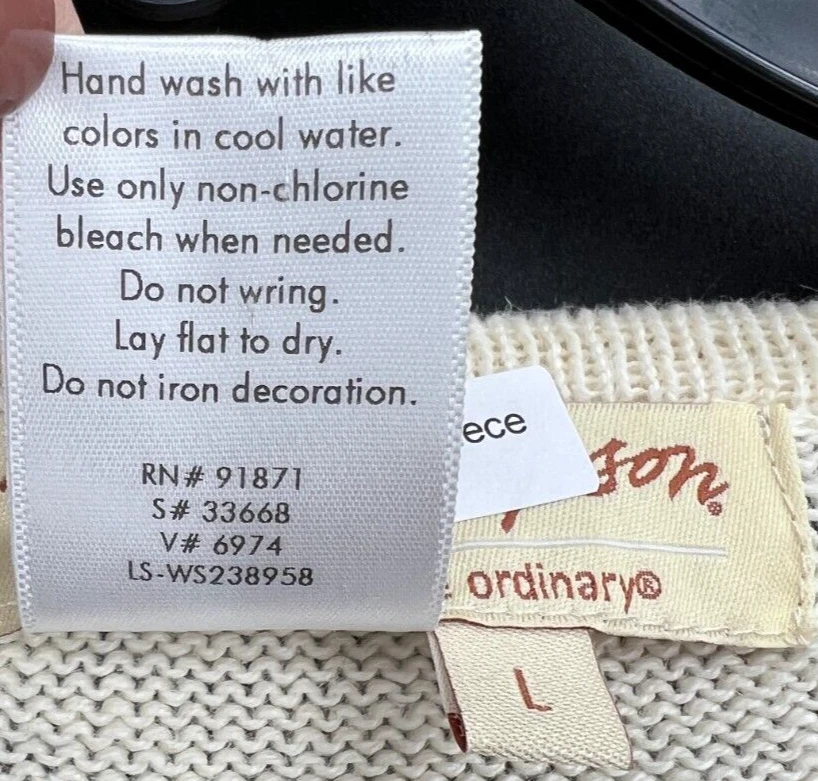 Hand wash with like
colors in cool water.
Use only non-chlorine
bleach when needed.
Do not wring.
Lay flat to dry.
Do not iron decoration.
RN# 91871
S# 33668
V# 6974
LS-WS238958
ece
son®
ordinary®
L